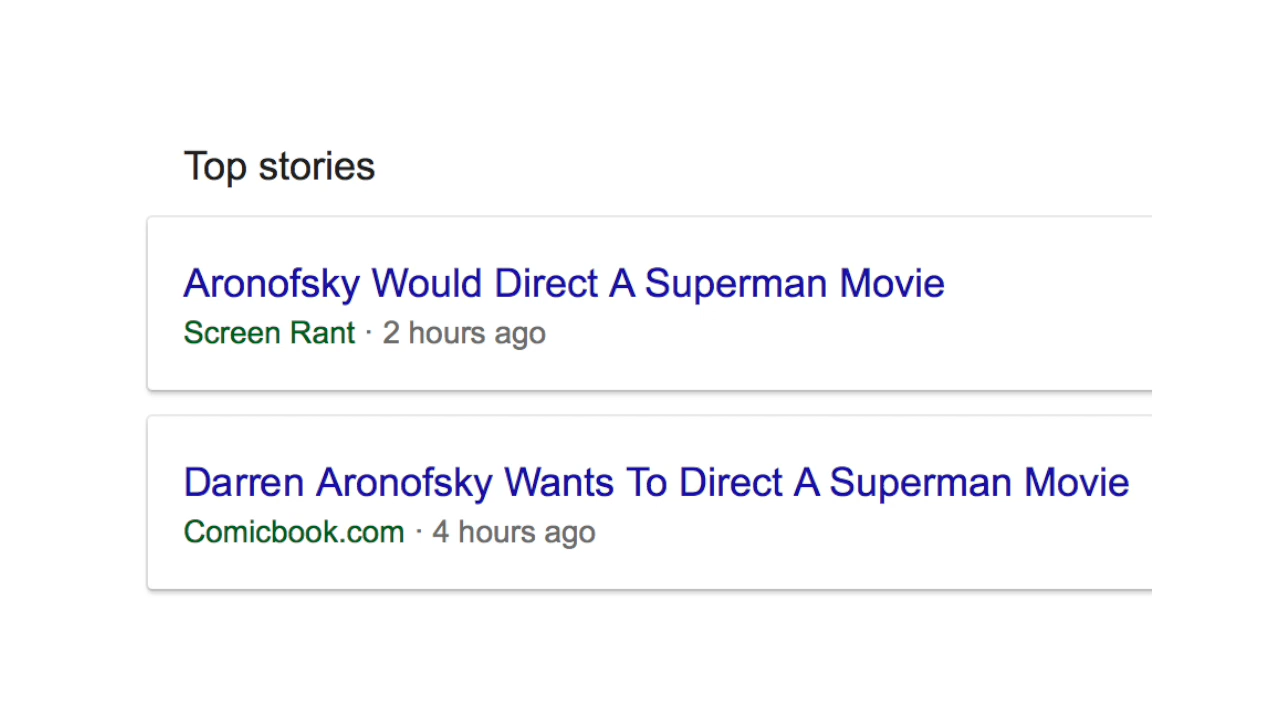 Top stories
Aronofsky Would Direct A Superman Movie
Screen Rant · 2 hours ago
Darren Aronofsky Wants To Direct A Superman Movie
Comicbook.com · 4 hours ago